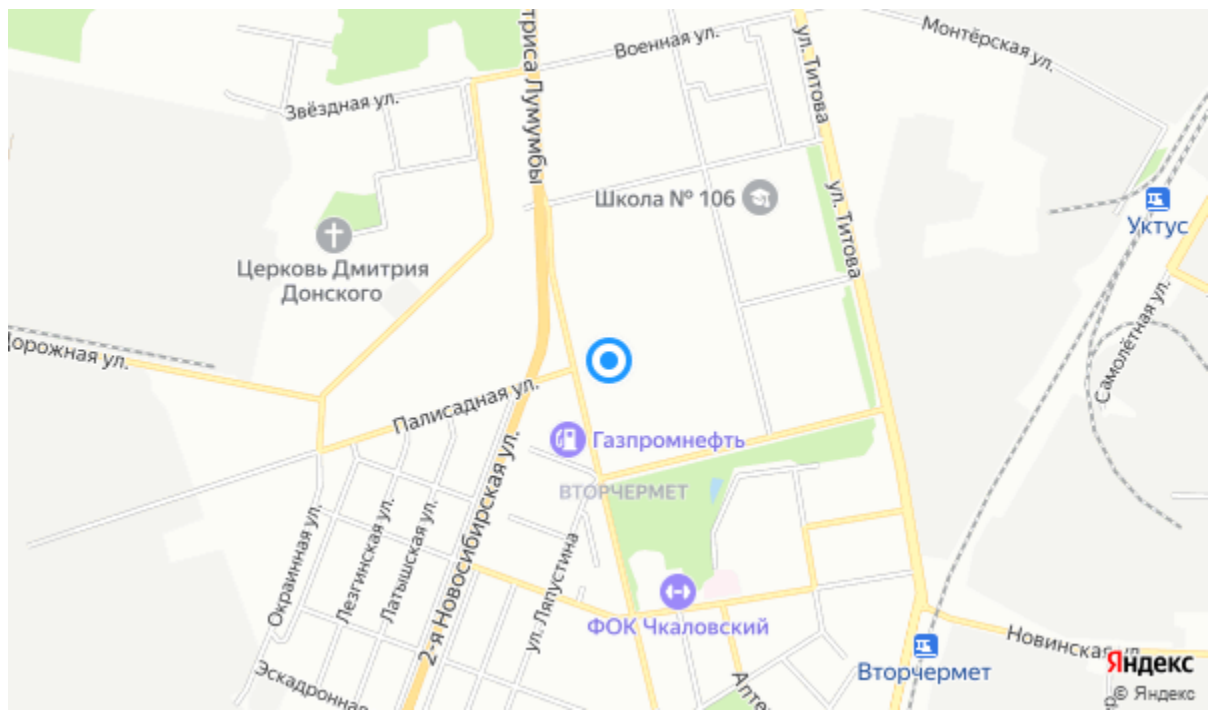 Монтёрская ул.
Военная ул.
ул. Титова
триса Лумумбы
Звёздная ул.
Школа № 106
ул. Титова
Уктус
Церковь Дмитрия
Донского
Самолётная ул.
Дорожная ул.
Палисадная ул.
Газпромнефть
ВТОРЧЕРМЕТ
2-я Новосибирская ул.
Окраинная ул.
Лезгинская ул.
Латышская ул.
ул. Ляпустина
ФОК Чкаловский
Новинская ул.
Яндекс
Вторчермет
Эскадронная
Апте
© Яндекс